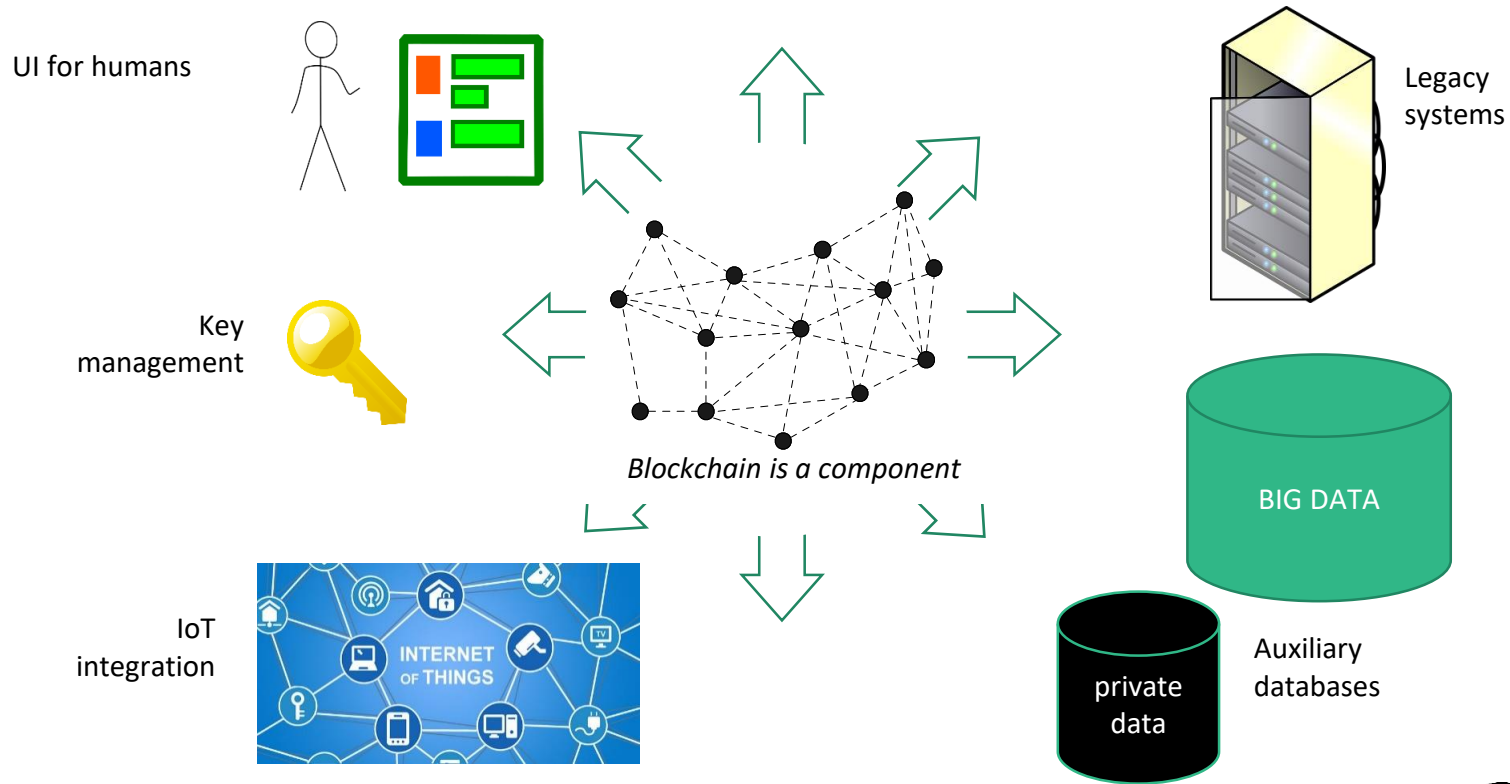 UI for humans
Legacy
systems
Key
management
Blockchain is a component
BIG DATA
IoT
integration
INTERNET
OF THINGS
TV
private
data
Auxiliary
databases